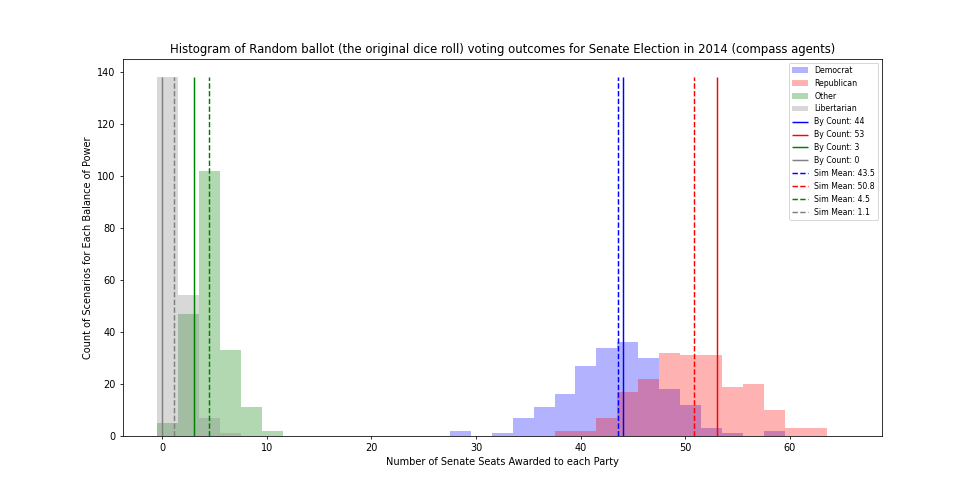 Histogram of Random ballot (the original dice roll) voting outcomes for Senate Election in 2014 (compass agents)
140
120
100
80
60
40
20
0
Count of Scenarios for Each Balance of Power
0 10 20 30 40 50 60
Number of Senate Seats Awarded to each Party
Democrat
Republican
Other
Libertarian
By Count: 44
By Count: 53
By Count: 3
By Count: 0
Sim Mean: 43.5
Sim Mean: 50.8
Sim Mean: 4.5
Sim Mean: 1.1